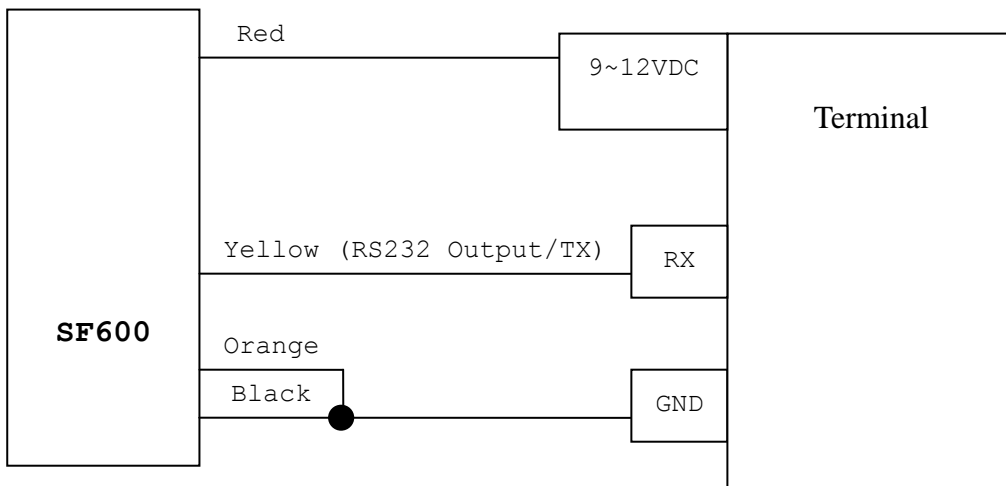 Red
9~12VDC
Terminal
Yellow (RS232 Output/TX)
RX
SF600
Orange
Black
GND